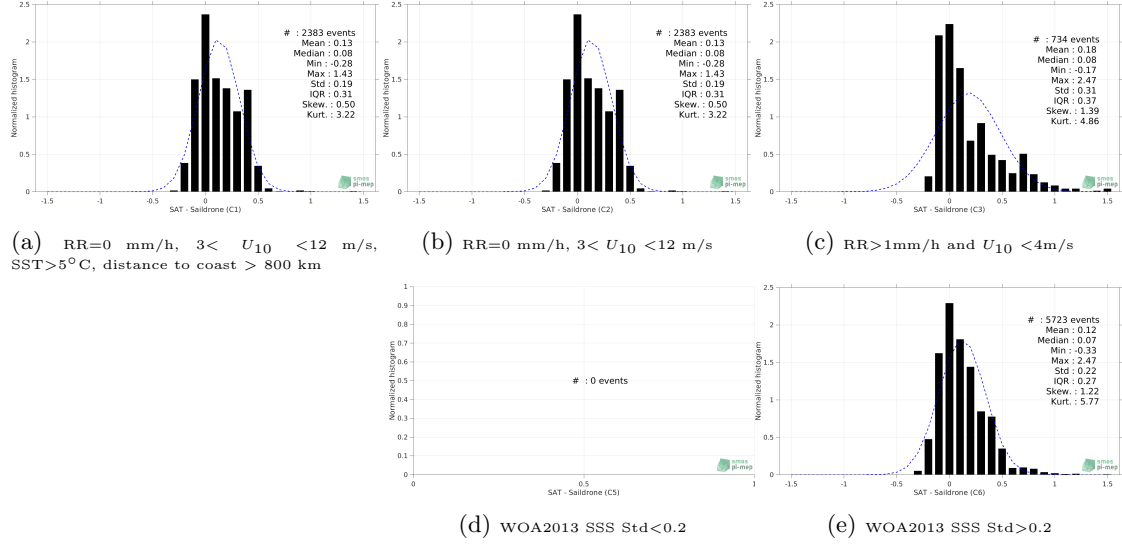 2.5
2
1.5
1
0.5
0
Normalized histogram
# : 2383 events
Mean : 0.13
Median : 0.08
Min : -0.28
Max : 1.43
Std : 0.19
IQR : 0.31
Skew. : 0.50
Kurt. : 3.22
smos
pi-mep
-1.5 -1 -0.5 0 0.5 1 1.5
SAT - Saildrone (C1)
(a) RR=0 mm/h, 3< U10 <12 m/s,
SST>5°C, distance to coast > 800 km
2.5
2
1.5
1
0.5
0
Normalized histogram
# : 2383 events
Mean : 0.13
Median : 0.08
Min : -0.28
Max : 1.43
Std : 0.19
IQR : 0.31
Skew. : 0.50
Kurt. : 3.22
smos
pi-mep
-1.5 -1 -0.5 0 0.5 1 1.5
SAT - Saildrone (C2)
(b) RR=0 mm/h, 3< U10 <12 m/s
2.5
2
1.5
1
0.5
0
Normalized histogram
# : 734 events
Mean : 0.18
Median : 0.08
Min : -0.17
Max : 2.47
Std : 0.31
IQR : 0.37
Skew. : 1.39
Kurt. : 4.86
smos
pi-mep
-1.5 -1 -0.5 0 0.5 1 1.5
SAT - Saildrone (C3)
(c) RR>1mm/h and U10 <4m/s
1
0.9
0.8
0.7
0.6
0.5
0.4
0.3
0.2
0.1
0
Normalized histogram
# : 0 events
smos
pi-mep
0 0.5 1
SAT - Saildrone (C5)
(d) WOA2013 SSS Std<0.2
2.5
2
1.5
1
0.5
0
Normalized histogram
# : 5723 events
Mean : 0.12
Median : 0.07
Min : -0.33
Max : 2.47
Std : 0.22
IQR : 0.27
Skew. : 1.22
Kurt. : 5.77
smos
pi-mep
-1.5 -1 -0.5 0 0.5 1 1.5
SAT - Saildrone (C6)
(e) WOA2013 SSS Std>0.2